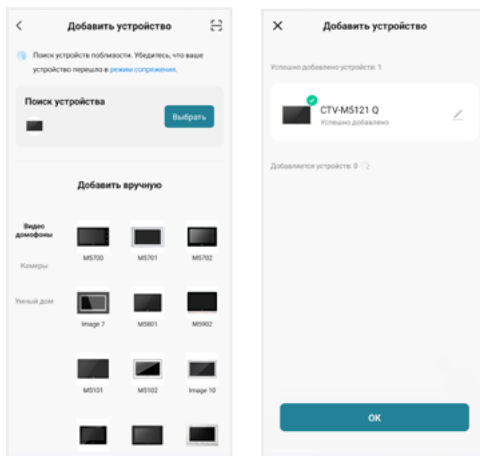 Добавить устройство
Поиск устройств поблизости. Убедитесь, что ваше
устройство перешло в режим сопряжения.
Поиск устройства
Выбрать
Добавить вручную
Видео
домофоны
Камеры
Умный дом
M5700
M5701
M5702
Image 7
M5801
M5902
M5101
M5102
Image 10
Добавить устройство
Успешно добавлено устройств: 1
CTV-M5121 Q
Успешно добавлено
Добавляется устройств: 0
ОК